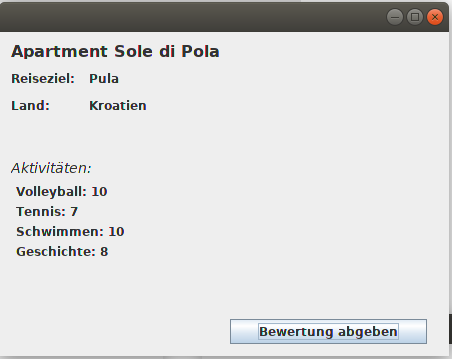 Apartment Sole di Pola
Reiseziel: Pula
Land: Kroatien
Aktivitäten:
Volleyball: 10
Tennis: 7
Schwimmen: 10
Geschichte: 8
Bewertung abgeben